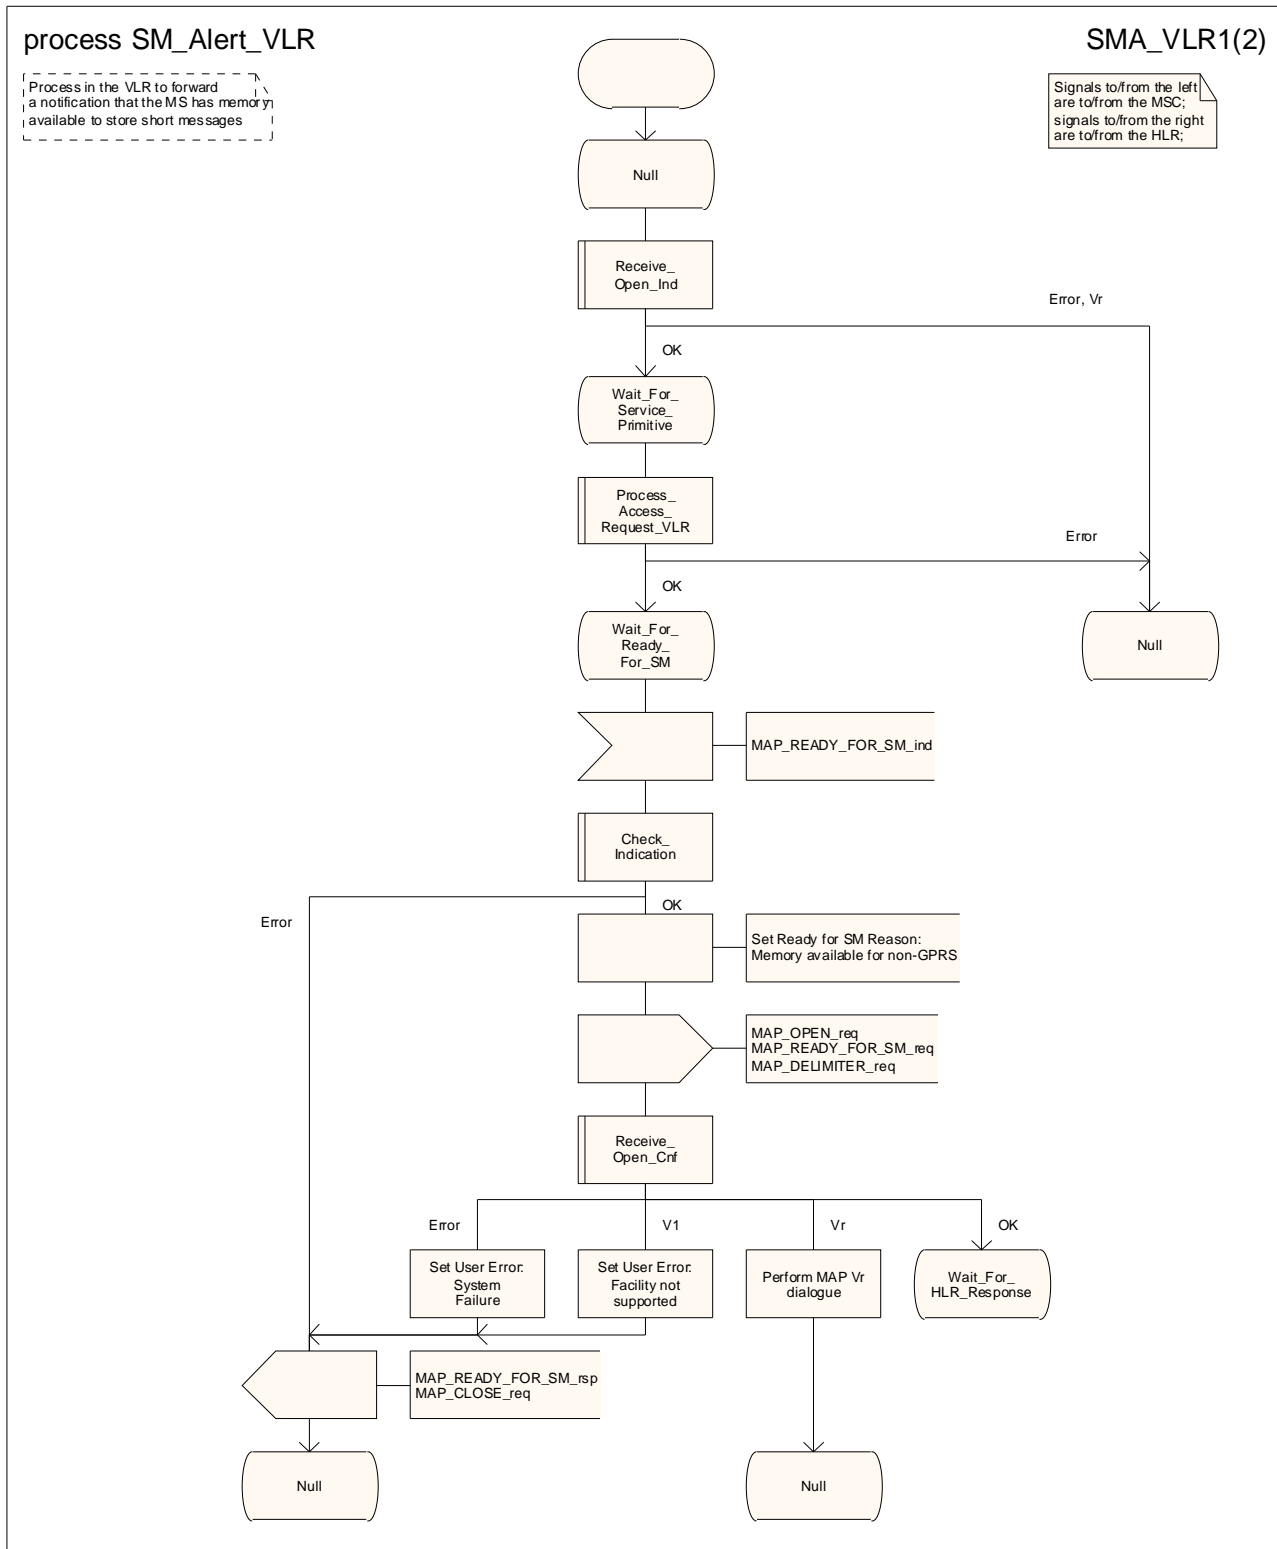 process SM_Alert_VLR
SMA_VLR1(2)
Process in the VLR to forward
a notification that the MS has memory
available to store short messages
Signals to/from the left
are to/from the MSC;
signals to/from the right
are to/from the HLR;
Null
Receive_
Open_Ind
Error, Vr
OK
Wait_For_
Service_
Primitive
Process_
Access_
Request_VLR
Error
OK
Wait_For_
Ready_
For_SM
Null
MAP_READY_FOR_SM_ind
Check_
Indication
Error
OK
Set Ready for SM Reason:
Memory available for non-GPRS
MAP_OPEN_req
MAP_READY_FOR_SM_req
MAP_DELIMITER_req
Receive_
Open_Cnf
Error
V1
Vr
OK
Set User Error:
System
Failure
Set User Error:
Facility not
supported
Perform MAP Vr
dialogue
Wait_For_
HLR_Response
MAP_READY_FOR_SM_rsp
MAP_CLOSE_req
Null
Null